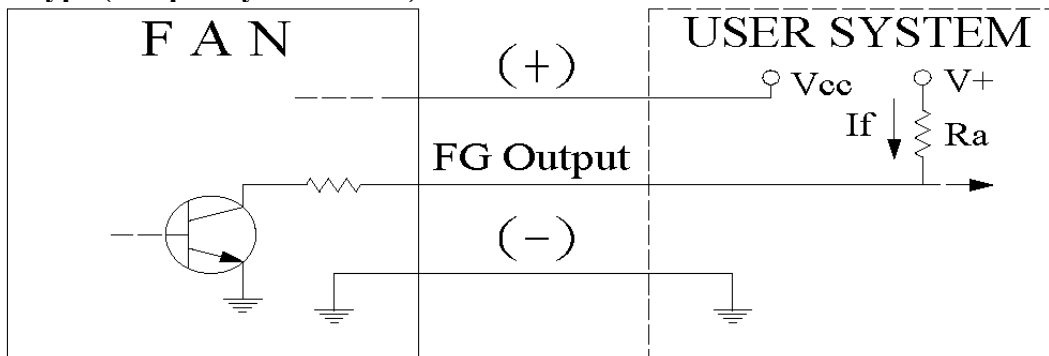 F A N
USER SYSTEM
(+)
Vcc
V+
If
Ra
FG Output
(−)